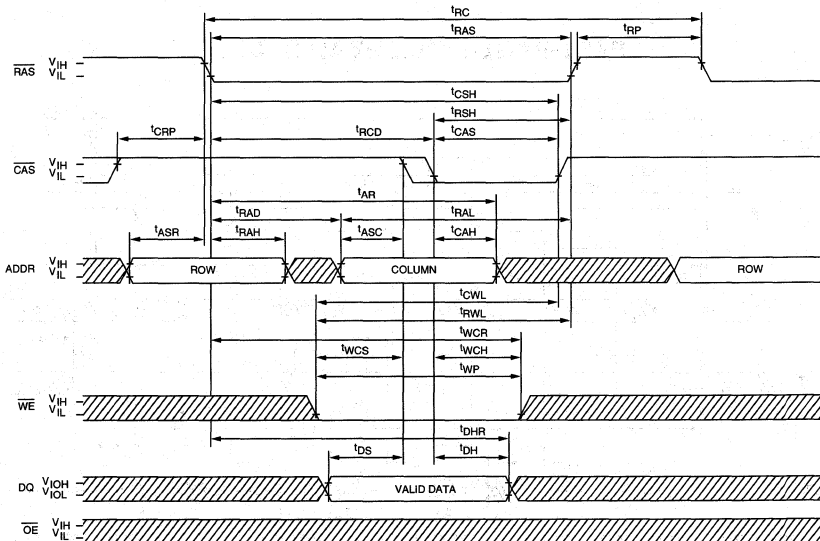 tRC
tRAS
tRP
RAS VIH
VIL
tCSH
tRSH
tCRP
tRCD
tCAS
CAS VIH
VIL
tAR
tRAD
tRAL
tASR
tRAH
tASC
tCAH
ADDR VIH
VIL
ROW
COLUMN
ROW
tCWL
tRWL
tWCR
tWCS
tWCH
tWP
WE VIH
VIL
tDHR
tDS
tDH
DQ VIOH
VIOL
VALID DATA
OE VIH
VIL